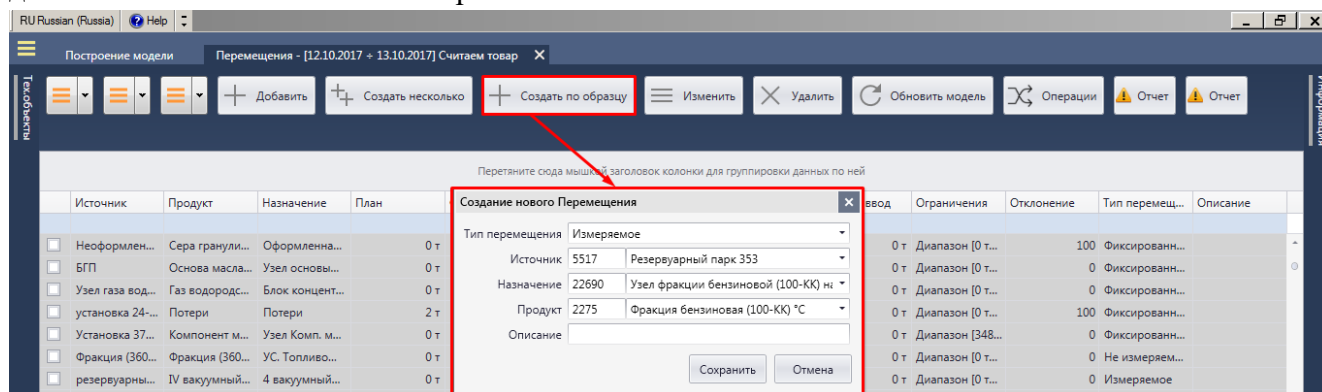 RU Russian (Russia) Help
Построение модели Перемещения - [12.10.2017 ÷ 13.10.2017] Считаем товар
Тех.объекты
Добавить Создать несколько Создать по образцу Изменить Удалить Обновить модель Операции Отчет Отчет
Информация
Перетяните сюда мышкой заголовок колонки для группировки данных по ней
Источник Продукт Назначение План ввод Ограничения Отклонение Тип перемещ... Описание
Создание нового Перемещения
Тип перемещения Измеряемое
Источник 5517 Резервуарный парк 353
Назначение 22690 Узел фракции бензиновой (100-КК) на
Продукт 2275 Фракция бензиновая (100-КК) °С
Описание
Сохранить Отмена
Неоформлен... Сера гранули... Оформленна... 0 т 0 т Диапазон [0 т... 100 Фиксированн...
БГП Основа масла... Узел основы... 0 т 0 т Диапазон [0 т... 0 Фиксированн...
Узел газа вод... Газ водородс... Блок концент... 0 т 0 т Диапазон [0 т... 0 Фиксированн...
установка 24-... Потери Потери 2 т 0 т Диапазон [0 т... 100 Фиксированн...
Установка 37... Компонент м... Узел Комп. м... 0 т 0 т Диапазон [348... 0 Фиксированн...
Фракция (360... Фракция (360... УС. Топливо... 0 т 0 т Диапазон [0 т... 0 Не измеряем...
резервуарны... IV вакуумный... 4 вакуумный... 0 т 0 т Диапазон [0 т... 0 Измеряемое